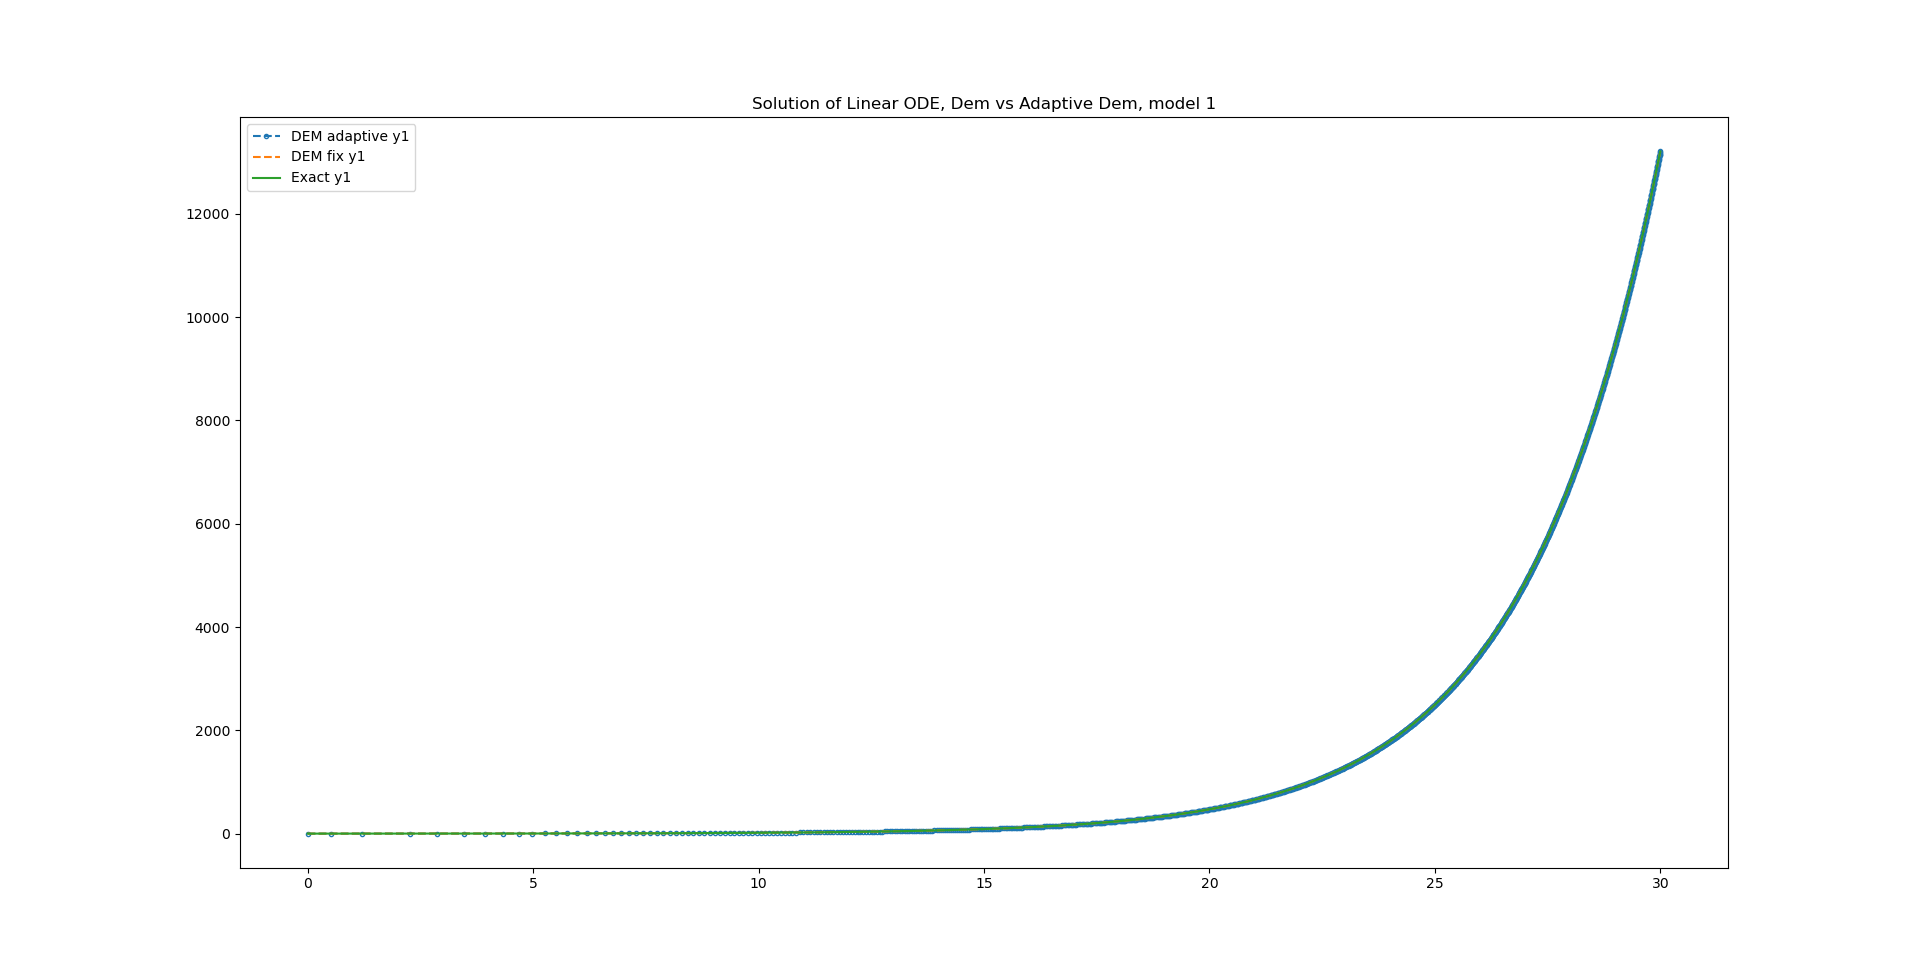 Solution of Linear ODE, Dem vs Adaptive Dem, model 1
DEM adaptive y1
DEM fix y1
Exact y1
12000
10000
8000
6000
4000
2000
0
0 5 10 15 20 25 30